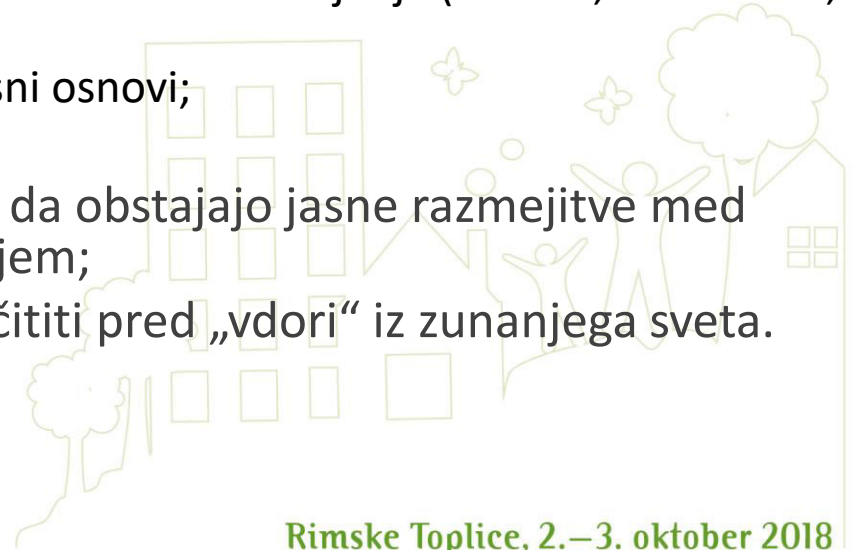 sni osnovi;
da obstajajo jasne razmejitve med
jem;
čititi pred „vdori“ iz zunanjega sveta.
Rimske Toplice, 2.–3. oktober 2018